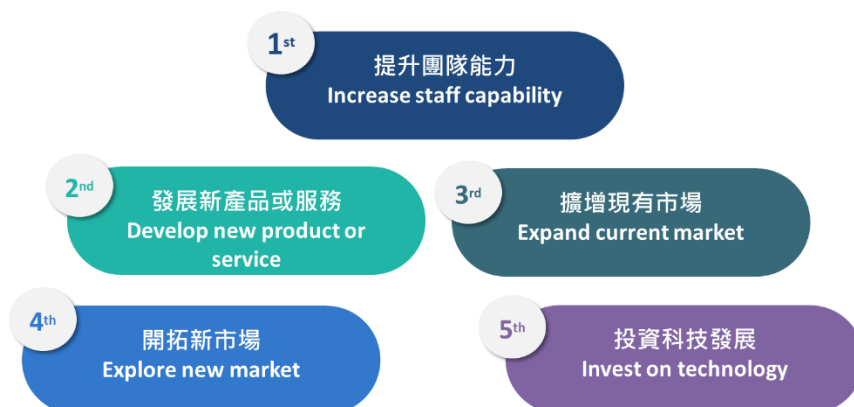 1st
提升團隊能力
Increase staff capability
2nd
發展新產品或服務
Develop new product or
service
3rd
擴增現有市場
Expand current market
4th
開拓新市場
Explore new market
5th
投資科技發展
Invest on technology